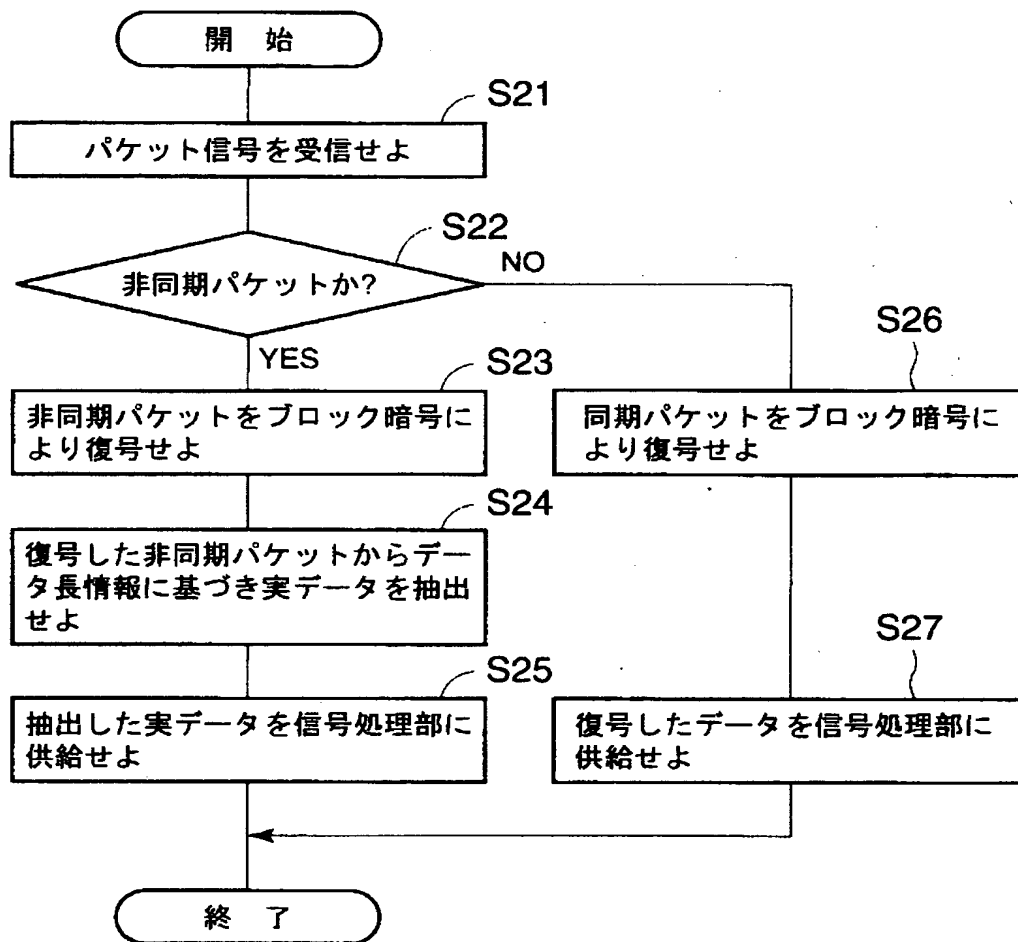 開 始
S21
パケット信号を受信せよ
S22
非同期パケットか?
NO
YES
S23
非同期パケットをブロック暗号に
より復号せよ
S26
同期パケットをブロック暗号に
より復号せよ
S24
復号した非同期パケットからデー
タ長情報に基づき実データを抽出
せよ
S25
抽出した実データを信号処理部に
供給せよ
S27
復号したデータを信号処理部に
供給せよ
終 了